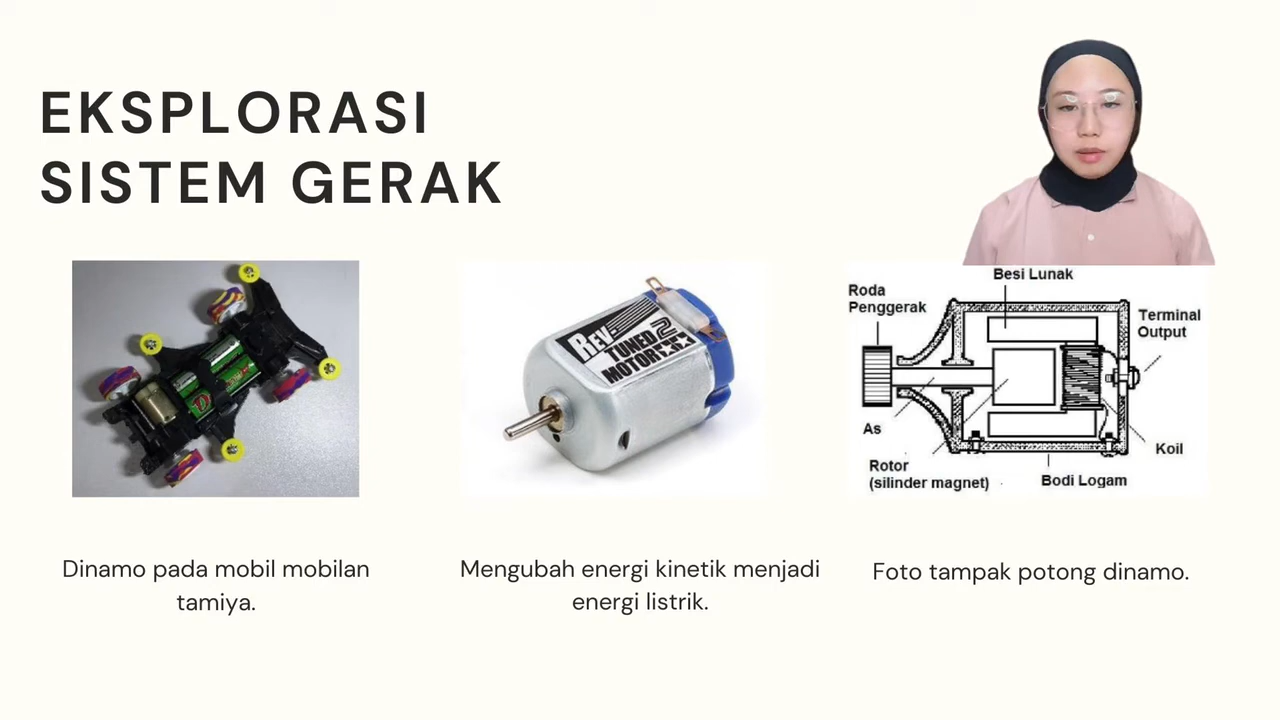 EKSPLORASI
SISTEM GERAK
REV-
TUNED 2
MOTOR
Besi Lunak
Roda
Penggerak
Terminal
Output
As
Koil
Rotor
(silinder magnet)
Bodi Logam
Dinamo pada mobil mobilan
tamiya.
Mengubah energi kinetik menjadi
energi listrik.
Foto tampak potong dinamo.